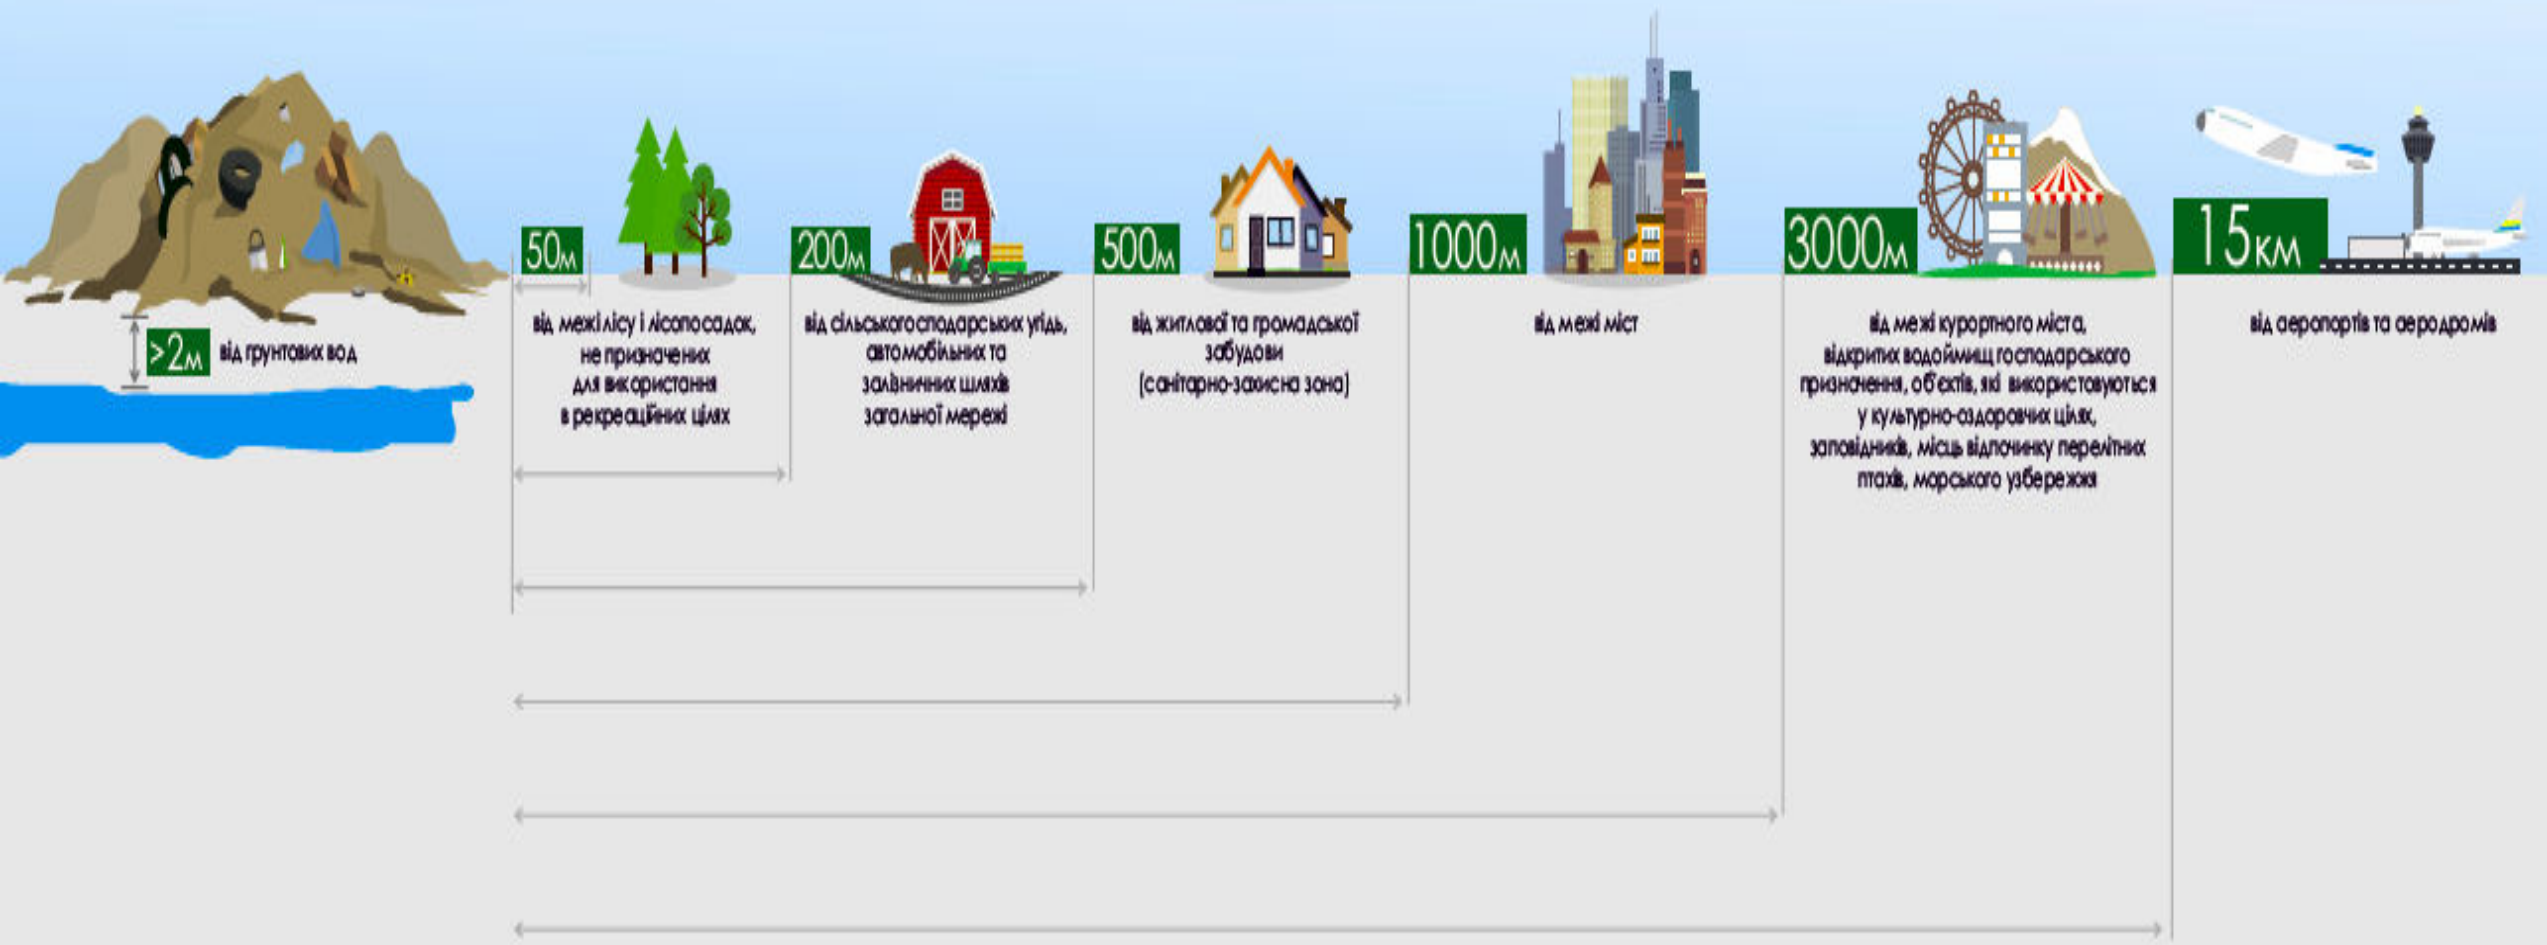 >2м від грунтових вод
50м
від межі лісу і лісопосадок,
не призначених
для використання
в рекреаційних цілях
200м
від сільськогосподарських угідь,
автомобільних та
залізничних шляхів
загальної мережі
500м
від житлової та громадської
забудови
(санітарно-захисна зона)
1000м
від межі міст
3000м
від межі курортного міста,
відкритих водоймищ господарського
призначення, об'єктів, які використовуються
у культурно-оздоровчих цілях,
заповідників, місць відпочинку перелітних
птахів, морського узбережжя
15км
від аеропортів та аеродромів